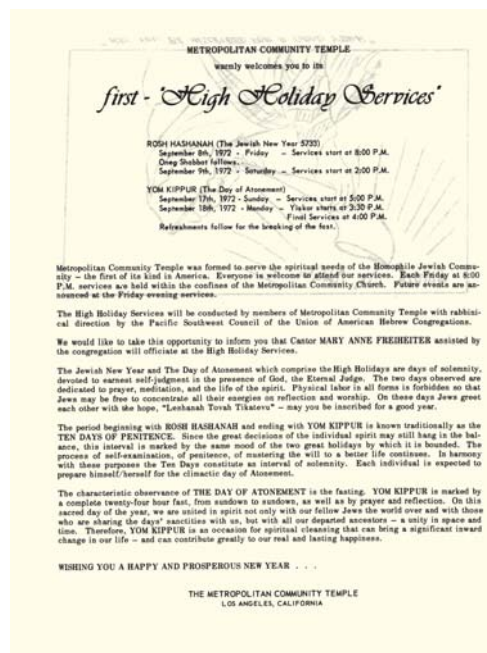 METROPOLITAN COMMUNITY TEMPLE
warmly welcomes you to its
first - "High Holiday Services"
ROSH HASHANAH (The Jewish New Year 5733)
September 8th, 1972 - Friday – Services start at 8:00 P.M.
Oneg Shabbat follows.
September 9th, 1972 - Saturday – Services start at 2:00 P.M.
YOM KIPPUR (The Day of Atonement)
September 17th, 1972 - Sunday – Services start at 5:00 P.M.
September 18th, 1972 - Monday – Yiskor starts at 3:30 P.M.
Final Services at 4:00 P.M.
Refreshments follow for the breaking of the fast.
Metropolitan Community Temple was formed to serve the spiritual needs of the Homophile Jewish Commu-
nity – the first of its kind in America. Everyone is welcome to attend our services. Each Friday at 8:00
P.M. services are held within the confines of the Metropolitan Community Church. Future events are an-
nounced at the Friday evening services.
The High Holiday Services will be conducted by members of Metropolitan Community Temple with rabbini-
cal direction by the Pacific Southwest Council of the Union of American Hebrew Congregations.
We would like to take this opportunity to inform you that Cantor MARY ANNE FREIHEITER assisted by
the congregation will officiate at the High Holiday Services.
The Jewish New Year and The Day of Atonement which comprise the High Holidays are days of solemnity,
devoted to earnest self-judgment in the presence of God, the Eternal Judge. The two days observed are
dedicated to prayer, meditation, and the life of the spirit. Physical labor in all forms is forbidden so that
Jews may be free to concentrate all their energies on reflection and worship. On these days Jews greet
each other with the hope, "Leshanah Tovah Tikatevu" – may you be inscribed for a good year.
The period beginning with ROSH HASHANAH and ending with YOM KIPPUR is known traditionally as the
TEN DAYS OF PENITENCE. Since the great decisions of the individual spirit may still hang in the bal-
ance, this interval is marked by the same mood of the two great holidays by which it is bounded. The
process of self-examination, of penitence, of mustering the will to a better life continues. In harmony
with these purposes the Ten Days constitute an interval of solemnity. Each individual is expected to
prepare himself/herself for the climactic day of Atonement.
The characteristic observance of THE DAY OF ATONEMENT is the fasting. YOM KIPPUR is marked by
a complete twenty-four hour fast, from sundown to sundown, as well as by prayer and reflection. On this
sacred day of the year, we are united in spirit not only with our fellow Jews the world over and with those
who are sharing the days' sanctities with us, but with all our departed ancestors – a unity in space and
time. Therefore, YOM KIPPUR is an occasion for spiritual cleansing that can bring a significant inward
change in our life – and can contribute greatly to our real and lasting happiness.
WISHING YOU A HAPPY AND PROSPEROUS NEW YEAR . . .
THE METROPOLITAN COMMUNITY TEMPLE
LOS ANGELES, CALIFORNIA